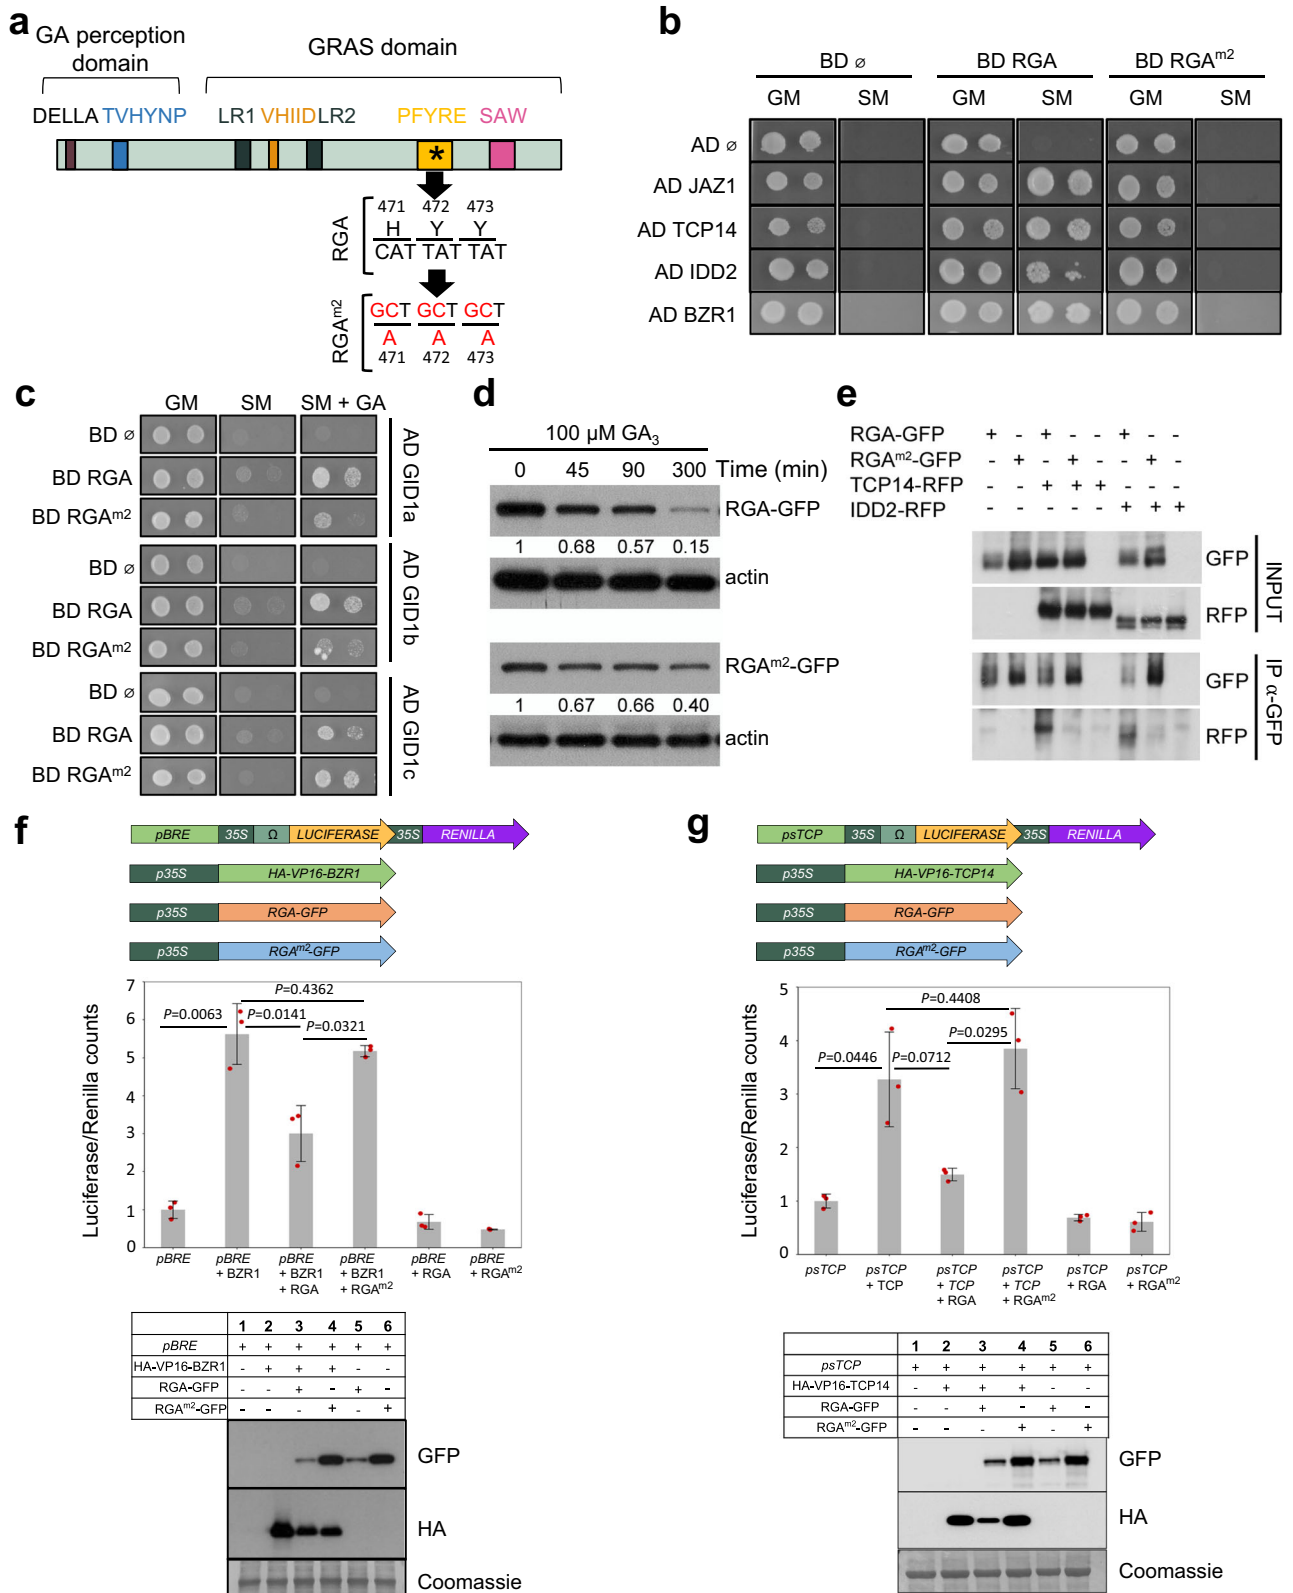 a
GA perception
domain
GRAS domain
DELLA TVHYNP LR1 VHIID LR2 PFYRE SAW
*
471 472 473
H Y Y
CAT TAT TAT
RGA
GCT GCT GCT
A A A
471 472 473
RGAm2
b
BD ø BD RGA BD RGAm2
GM SM GM SM GM SM
AD ø
AD JAZ1
AD TCP14
AD IDD2
AD BZR1
c
GM SM SM + GA
BD ø
BD RGA
BD RGAm2
AD GID1a
BD ø
BD RGA
BD RGAm2
AD GID1b
BD ø
BD RGA
BD RGAm2
AD GID1c
d
100 µM GA3
0 45 90 300 Time (min)
RGA-GFP
1 0.68 0.57 0.15
actin
RGAm2-GFP
1 0.67 0.66 0.40
actin
e
RGA-GFP + - + - - + - -
RGAm2-GFP - + - + - - + -
TCP14-RFP - - + + + - - -
IDD2-RFP - - - - - + + +
GFP
RFP
INPUT
GFP
RFP
IP α-GFP
f
pBRE 35S Ω LUCIFERASE 35S RENILLA
p35S HA-VP16-BZR1
p35S RGA-GFP
p35S RGAm2-GFP
Luciferase/Renilla counts
7
6
5
4
3
2
1
0
P=0.4362
P=0.0063 P=0.0141
P=0.0321
pBRE
pBRE + BZR1
pBRE + BZR1 + RGA
pBRE + BZR1 + RGAm2
pBRE + RGA
pBRE + RGAm2
1 2 3 4 5 6
pBRE + + + + + +
HA-VP16-BZR1 - + + + - -
RGA-GFP - - + - + -
RGAm2-GFP - - - + - +
GFP
HA
Coomassie
g
psTCP 35S Ω LUCIFERASE 35S RENILLA
p35S HA-VP16-TCP14
p35S RGA-GFP
p35S RGAm2-GFP
Luciferase/Renilla counts
5
4
3
2
1
0
P=0.4408
P=0.0295
P=0.0446 P=0.0712
psTCP
psTCP + TCP
psTCP + TCP + RGA
psTCP + TCP + RGAm2
psTCP + RGA
psTCP + RGAm2
1 2 3 4 5 6
psTCP + + + + + +
HA-VP16-TCP14 - + + + - -
RGA-GFP - - + - + -
RGAm2-GFP - - - + - +
GFP
HA
Coomassie